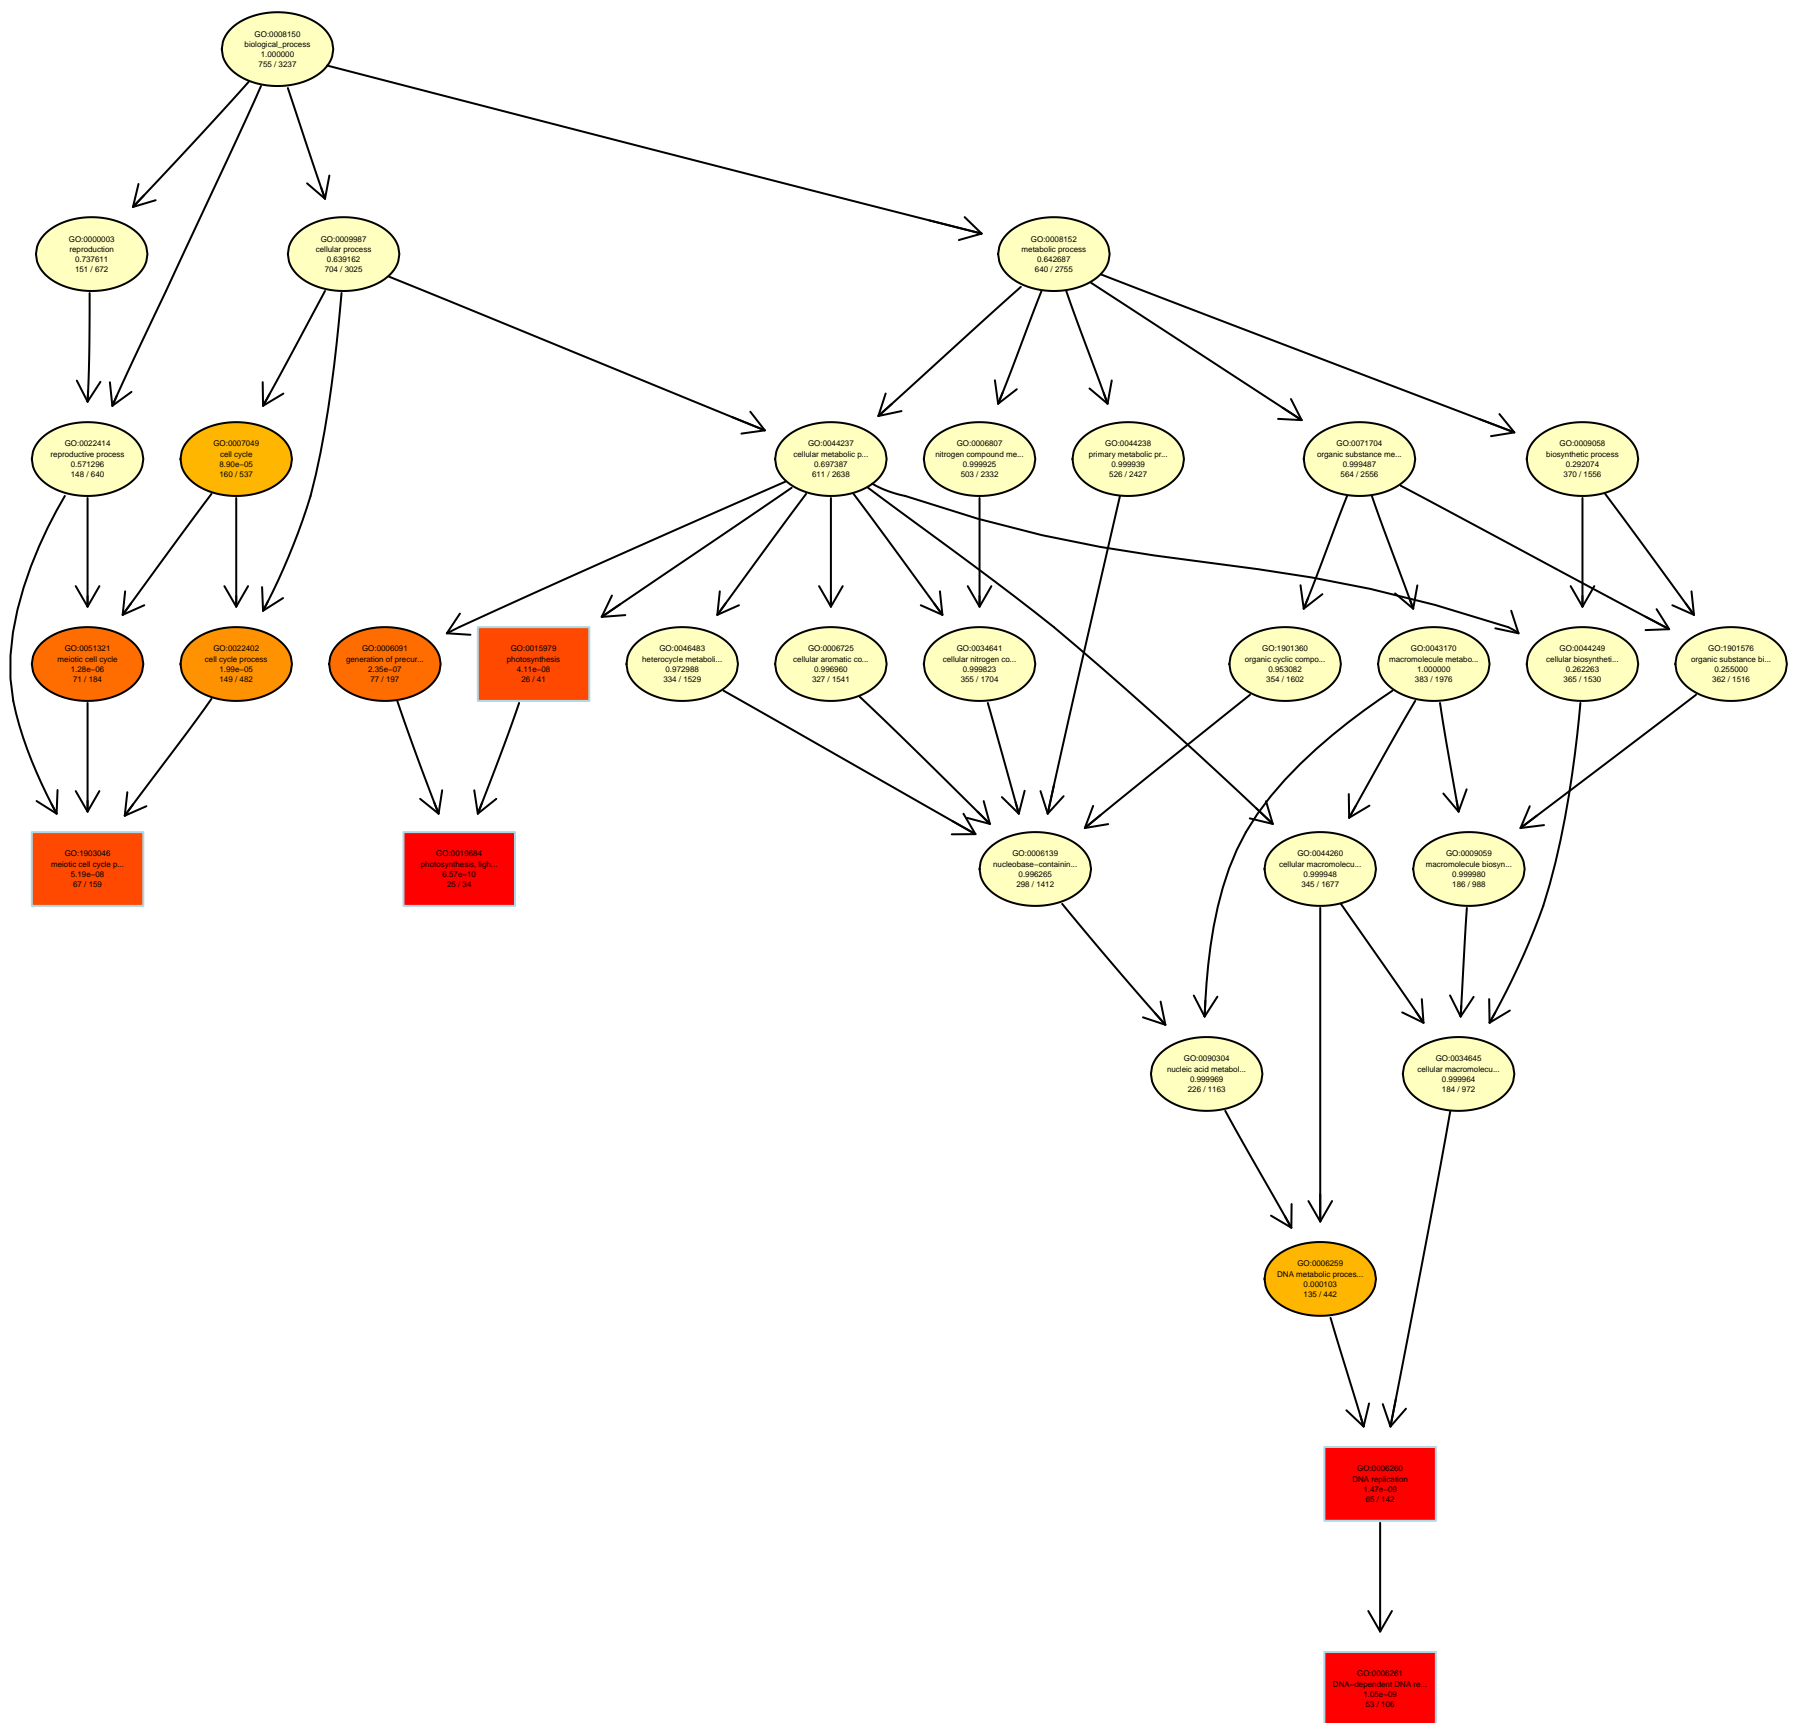 GO:0008150
biological_process
1.000000
755 / 3237
GO:0000003
reproduction
0.737611
151 / 672
GO:0009987
cellular process
0.639162
704 / 3025
GO:0008152
metabolic process
0.642687
640 / 2755
GO:0022414
reproductive process
0.571296
148 / 640
GO:0007049
cell cycle
8.90e−05
160 / 537
GO:0044237
cellular metabolic p...
0.697387
611 / 2638
GO:0006807
nitrogen compound me...
0.999925
503 / 2332
GO:0044238
primary metabolic pr...
0.999939
526 / 2427
GO:0071704
organic substance me...
0.999487
564 / 2556
GO:0009058
biosynthetic process
0.292074
370 / 1556
GO:0051321
meiotic cell cycle
1.28e−06
71 / 184
GO:0022402
cell cycle process
1.99e−05
149 / 482
GO:0006091
generation of precur...
2.35e−07
77 / 197
GO:0015979
photosynthesis
4.11e−08
26 / 41
GO:0046483
heterocycle metaboli...
0.972988
334 / 1529
GO:0006725
cellular aromatic co...
0.996960
327 / 1541
GO:0034641
cellular nitrogen co...
0.999823
355 / 1704
GO:1901360
organic cyclic compo...
0.953082
354 / 1602
GO:0043170
macromolecule metabo...
1.000000
383 / 1976
GO:0044249
cellular biosyntheti...
0.262263
365 / 1530
GO:1901576
organic substance bi...
0.255000
362 / 1516
GO:1903046
meiotic cell cycle p...
5.19e−08
67 / 159
GO:0019684
photosynthesis, ligh...
6.57e−10
25 / 34
GO:0006139
nucleobase−containin...
0.996265
298 / 1412
GO:0044260
cellular macromolecu...
0.999948
345 / 1677
GO:0009059
macromolecule biosyn...
0.999980
186 / 988
GO:0090304
nucleic acid metabol...
0.999969
226 / 1163
GO:0034645
cellular macromolecu...
0.999964
184 / 972
GO:0006259
DNA metabolic proces...
0.000103
135 / 442
GO:0006260
DNA replication
1.47e−09
65 / 142
GO:0006261
DNA−dependent DNA re...
1.05e−09
53 / 106